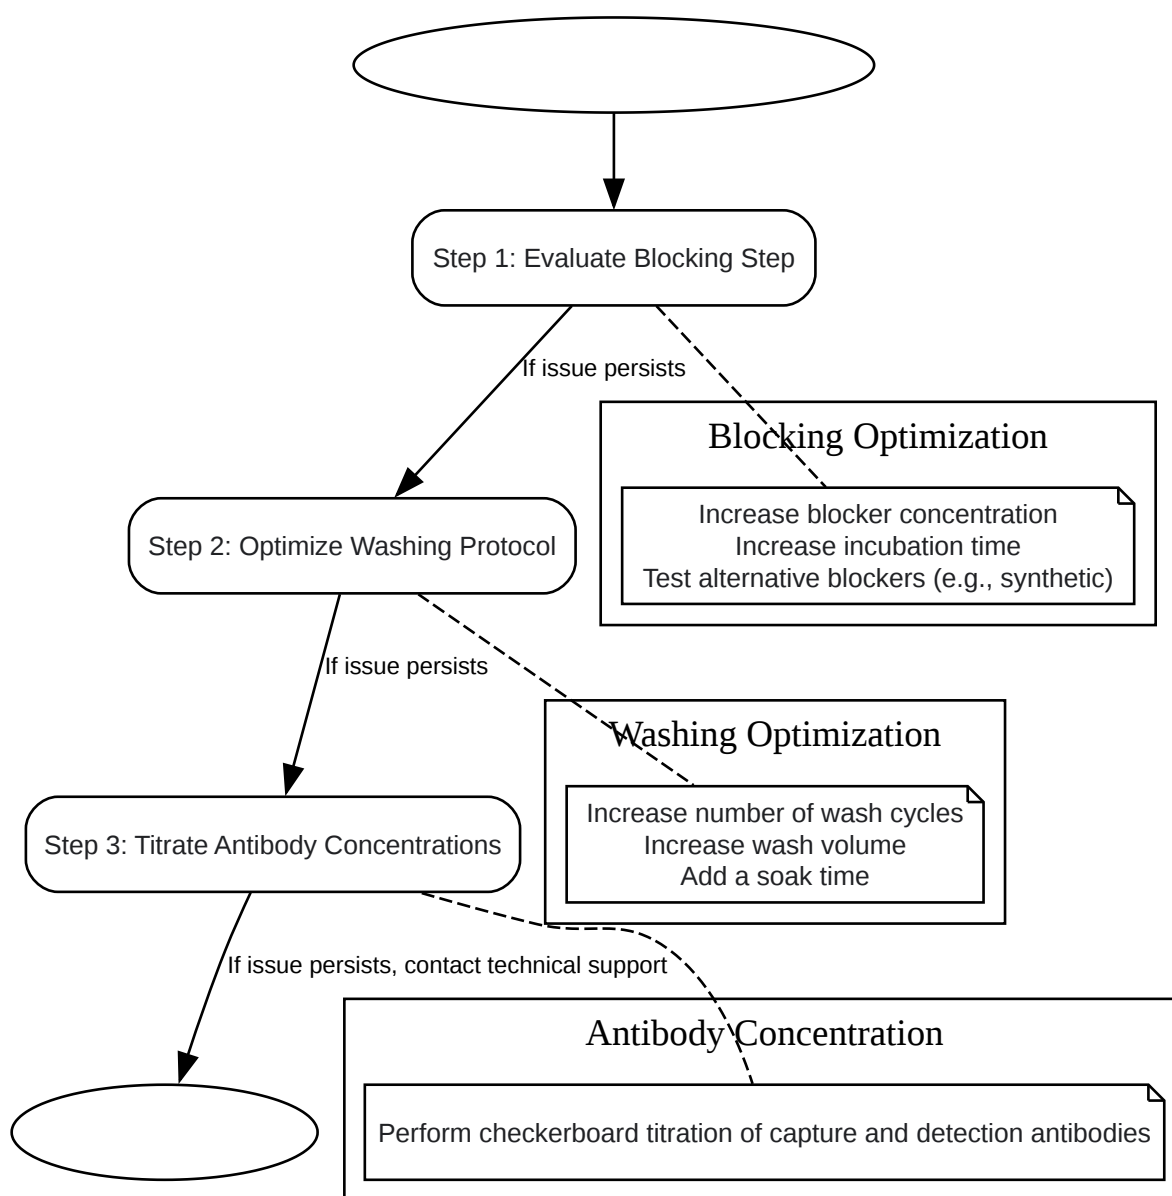 Step 1: Evaluate Blocking Step
If issue persists
Blocking Optimization
Increase blocker concentration
Increase incubation time
Test alternative blockers (e.g., synthetic)
Step 2: Optimize Washing Protocol
If issue persists
Washing Optimization
Increase number of wash cycles
Increase wash volume
Add a soak time
Step 3: Titrate Antibody Concentrations
If issue persists, contact technical support
Antibody Concentration
Perform checkerboard titration of capture and detection antibodies